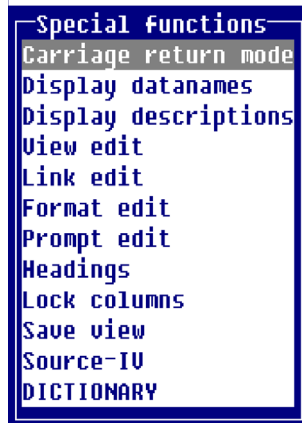 Special functions
Carriage return mode
Display datanames
Display descriptions
View edit
Link edit
Format edit
Prompt edit
Headings
Lock columns
Save view
Source-IV
DICTIONARY